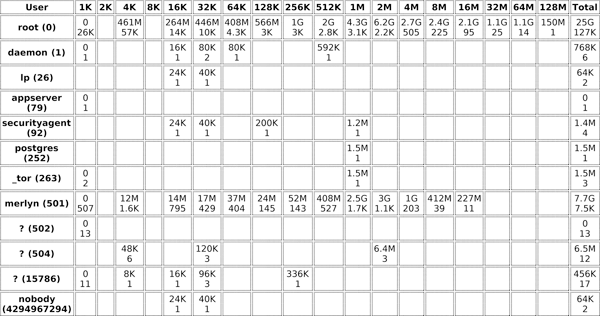 User 1K 2K 4K 8K 16K 32K 64K 128K 256K 512K 1M 2M 4M 8M 16M 32M 64M 128M Total
root (0) 0 461M 264M 446M 408M 566M 1G 2G 4.3G 6.2G 2.7G 2.4G 2.1G 1.1G 1.1G 150M 25G
26K 57K 14K 10K 4.3K 3K 3K 2.8K 3.1K 2.2K 505 225 95 25 14 1 127K
daemon (1) 0 16K 80K 80K 592K 768K
1 1 2 1 1 6
lp (26) 24K 40K 64K
1 1 2
appserver 0 0
(79) 1 1
securityagent 24K 40K 200K 1.2M 1.4M
(92) 1 1 1 1 4
postgres 1.5M 1.5M
(252) 1 1
_tor (263) 0 1.5M 1.5M
2 1 3
merlyn (501) 0 12M 14M 17M 37M 24M 52M 408M 2.5G 3G 1G 412M 227M 7.7G
507 1.6K 795 429 404 145 143 527 1.7K 1.1K 203 39 11 7.5K
? (502) 0 0
13 13
? (504) 48K 120K 6.4M 6.5M
6 3 3 12
? (15786) 0 8K 16K 96K 336K 456K
11 1 1 3 1 17
nobody 24K 40K 64K
(4294967294) 1 1 2